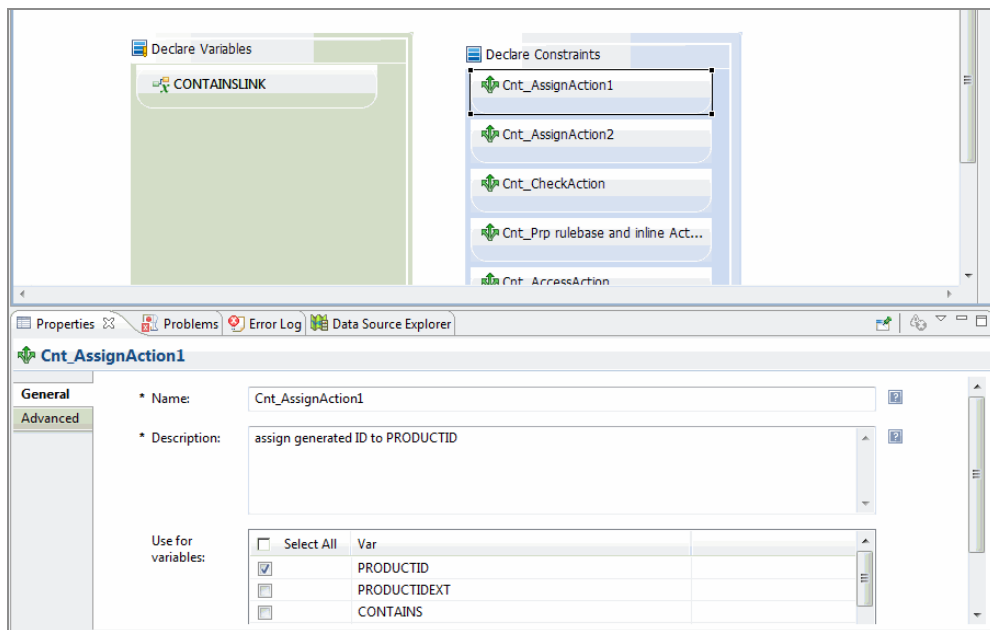 Declare Variables
CONTAINSLINK
Declare Constraints
Cnt_AssignAction1
Cnt_AssignAction2
Cnt_CheckAction
Cnt_Prp rulebase and inline Act...
Cnt_AccessAction
Properties Problems Error Log Data Source Explorer
Cnt_AssignAction1
General
Advanced
* Name: Cnt_AssignAction1
* Description: assign generated ID to PRODUCTID
Use for variables:
Select All Var
PRODUCTID
PRODUCTIDEXT
CONTAINS